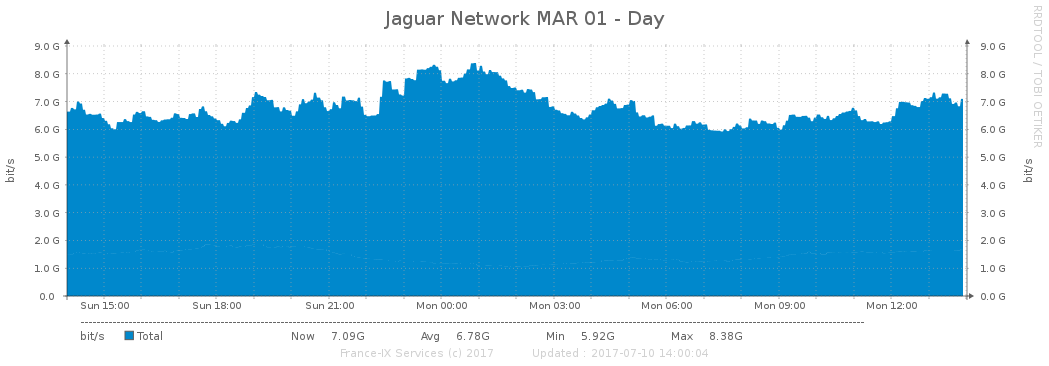 Jaguar Network MAR 01 - Day
RRDTOOL / TOBI OETIKER
9.0 G 9.0 G
8.0 G 8.0 G
7.0 G 7.0 G
6.0 G 6.0 G
5.0 G 5.0 G
4.0 G 4.0 G
3.0 G 3.0 G
2.0 G 2.0 G
1.0 G 1.0 G
0.0 0.0 G
bit/s
bit/s
Sun 15:00 Sun 18:00 Sun 21:00 Mon 00:00 Mon 03:00 Mon 06:00 Mon 09:00 Mon 12:00
bit/s Total Now 7.09G Avg 6.78G Min 5.92G Max 8.38G
France-IX Services (c) 2017 Updated : 2017-07-10 14:00:04